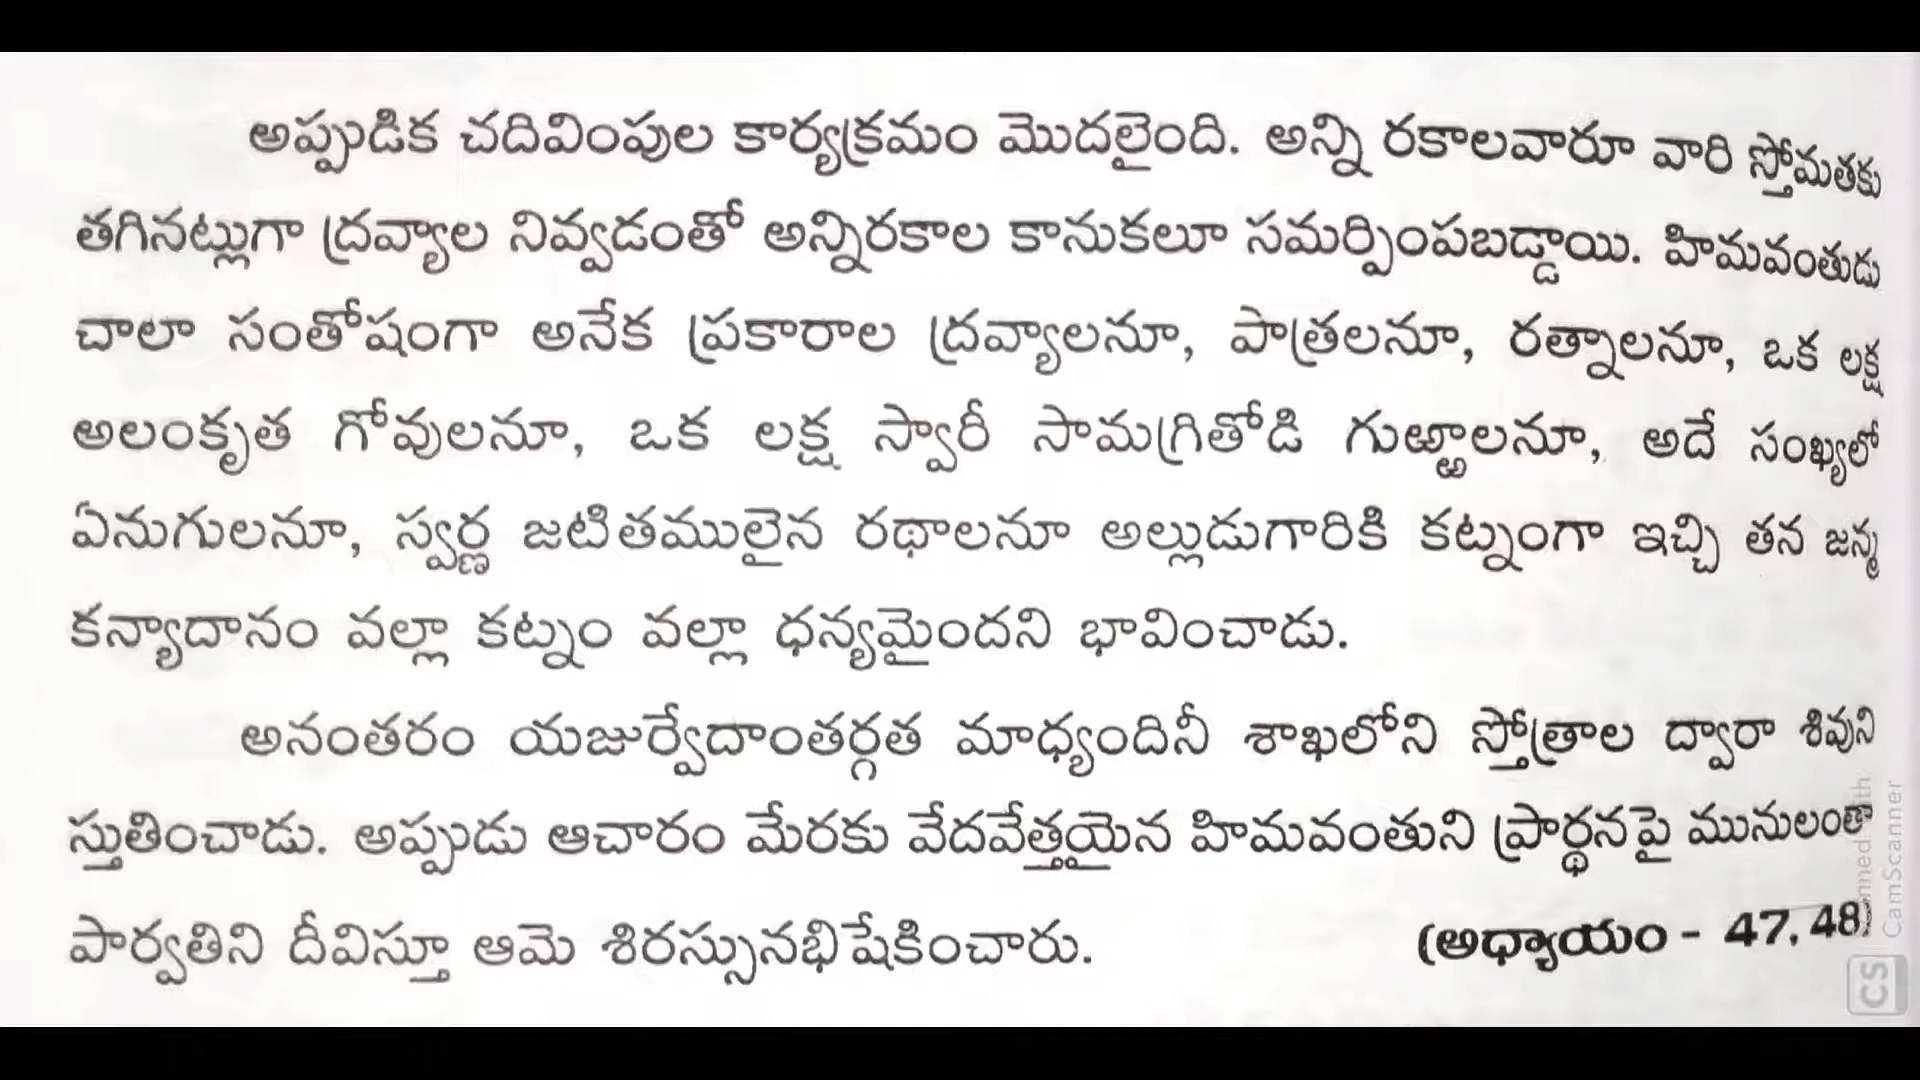 అప్పుడిక చదివింపుల కార్యక్రమం మొదలైంది. అన్ని రకాలవారూ వారి స్తోమతకు
తగినట్లుగా ద్రవ్యాల నివ్వడంతో అన్నిరకాల కానుకలూ సమర్పింపబడ్డాయి. హిమవంతుడు
చాలా సంతోషంగా అనేక ప్రకారాల ద్రవ్యాలనూ, పాత్రలనూ, రత్నాలనూ, ఒక లక్ష
అలంకృత గోవులనూ, ఒక లక్ష స్వారీ సామగ్రితోడి గుఱ్ఱాలనూ, అదే సంఖ్యలో
ఏనుగులనూ, స్వర్ణ జటితములైన రథాలనూ అల్లుడుగారికి కట్నంగా ఇచ్చి తన జన్మ
కన్యాదానం వల్లా కట్నం వల్లా ధన్యమైందని భావించాడు.
అనంతరం యజుర్వేదాంతర్గత మాధ్యందినీ శాఖలోని స్తోత్రాల ద్వారా శివుని
స్తుతించాడు. అప్పుడు ఆచారం మేరకు వేదవేత్తయైన హిమవంతుని ప్రార్థనపై మునులంతా
పార్వతిని దీవిస్తూ ఆమె శిరస్సునభిషేకించారు.
(అధ్యాయం - 47, 48)
CamScanner
CS